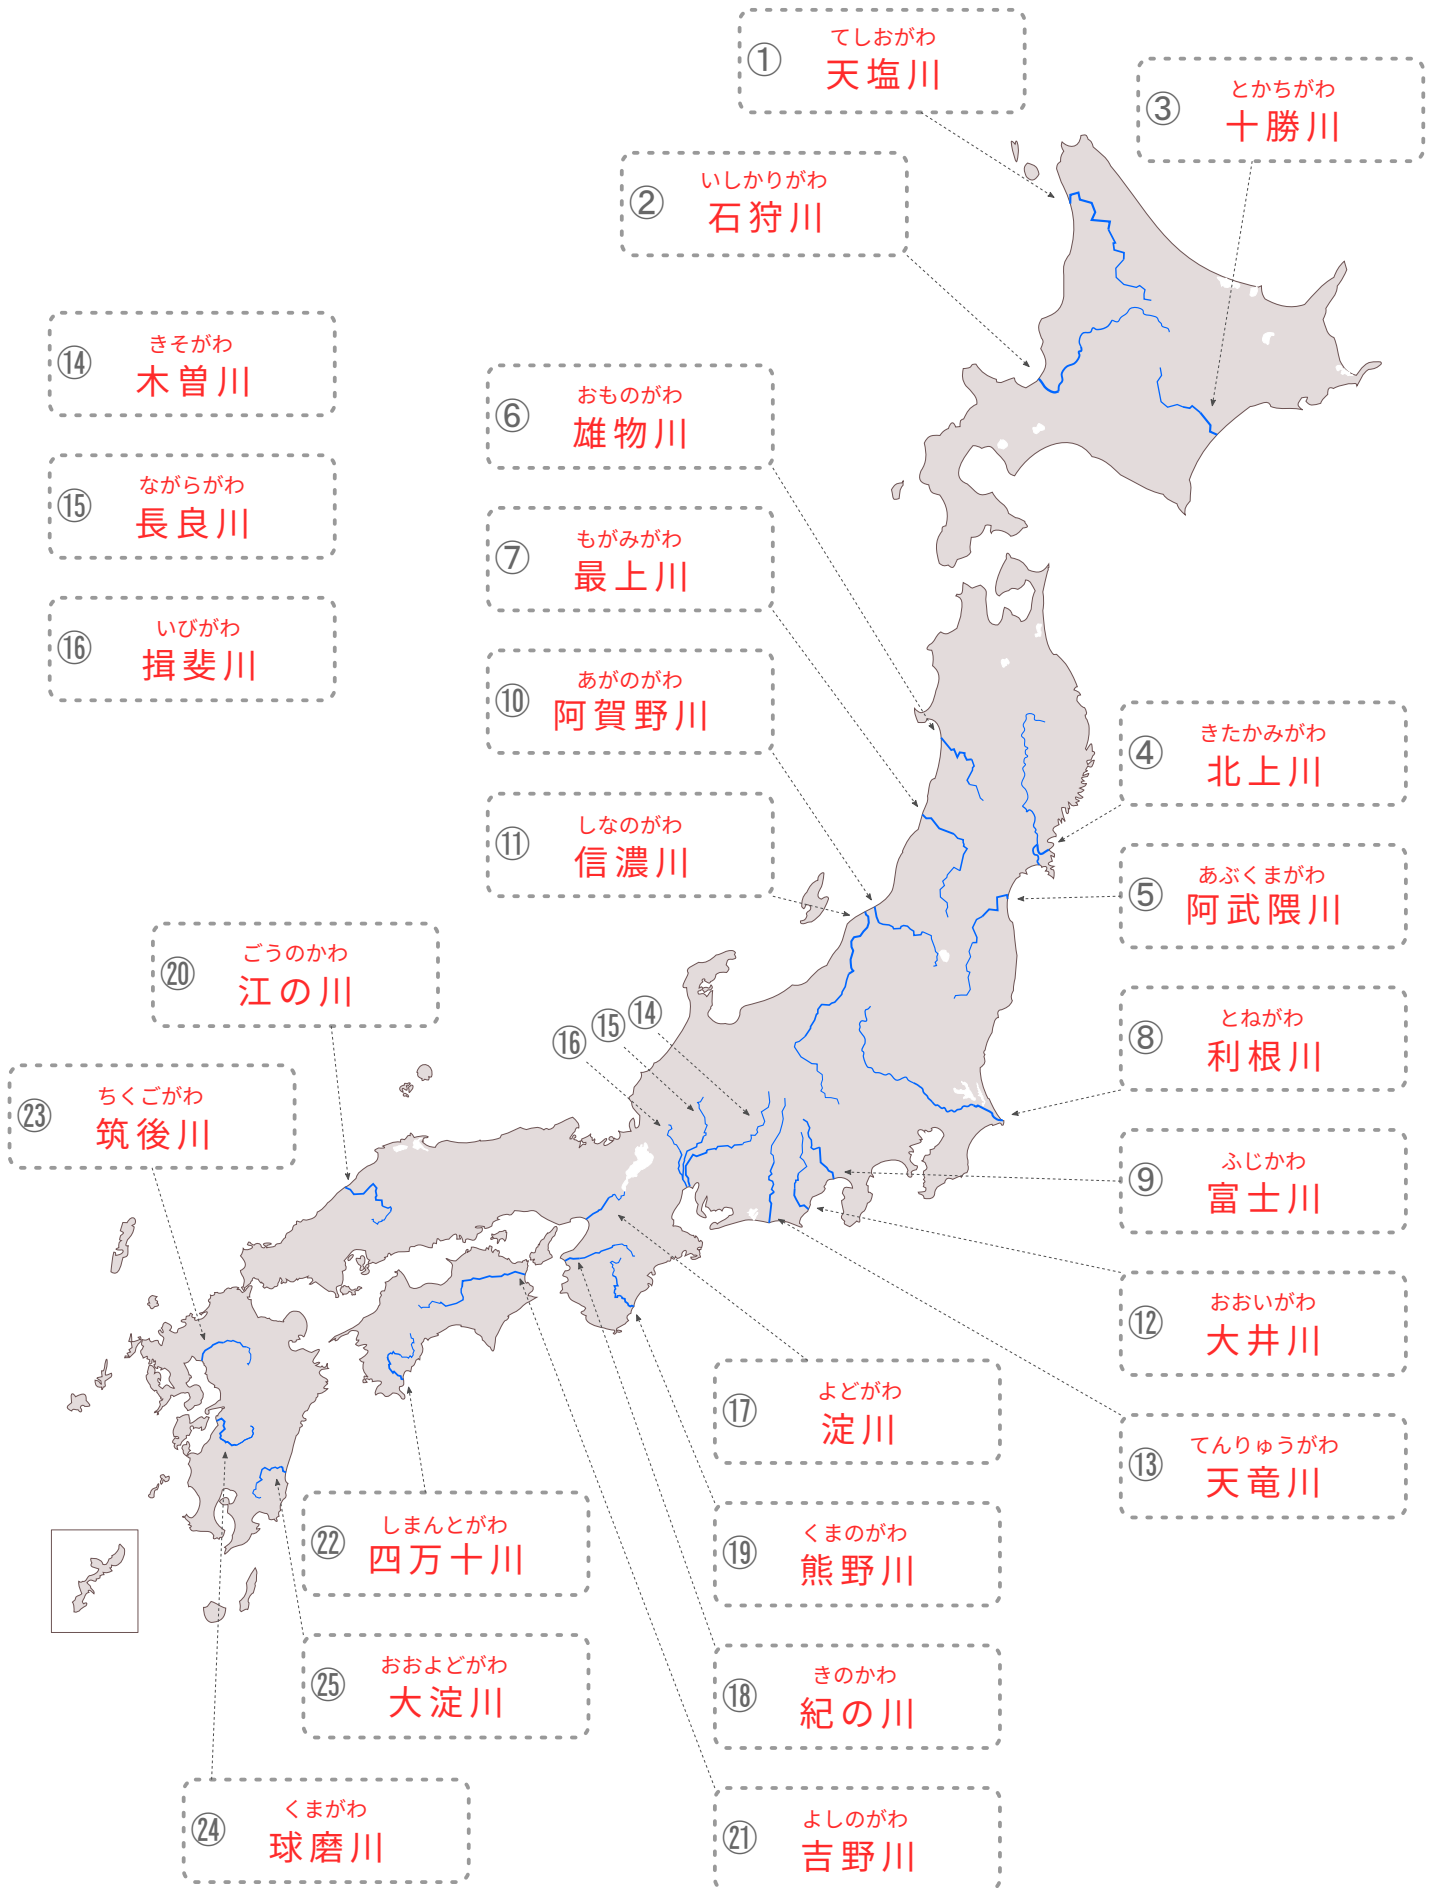 ①
てしおがわ
天塩川
③
とかちがわ
十勝川
②
いしかりがわ
石狩川
⑭
きそがわ
木曽川
⑥
おものがわ
雄物川
⑮
ながらがわ
長良川
⑦
もがみがわ
最上川
⑯
いびがわ
揖斐川
⑩
あがのがわ
阿賀野川
④
きたかみがわ
北上川
⑪
しなのがわ
信濃川
⑤
あぶくまがわ
阿武隈川
⑳
ごうのかわ
江の川
⑧
とねがわ
利根川
⑯
⑮
⑭
㉓
ちくごがわ
筑後川
⑨
ふじかわ
富士川
⑫
おおいがわ
大井川
⑰
よどがわ
淀川
⑬
てんりゅうがわ
天竜川
㉒
しまんとがわ
四万十川
⑲
くまのがわ
熊野川
㉕
おおよどがわ
大淀川
⑱
きのかわ
紀の川
㉔
くまがわ
球磨川
㉑
よしのがわ
吉野川